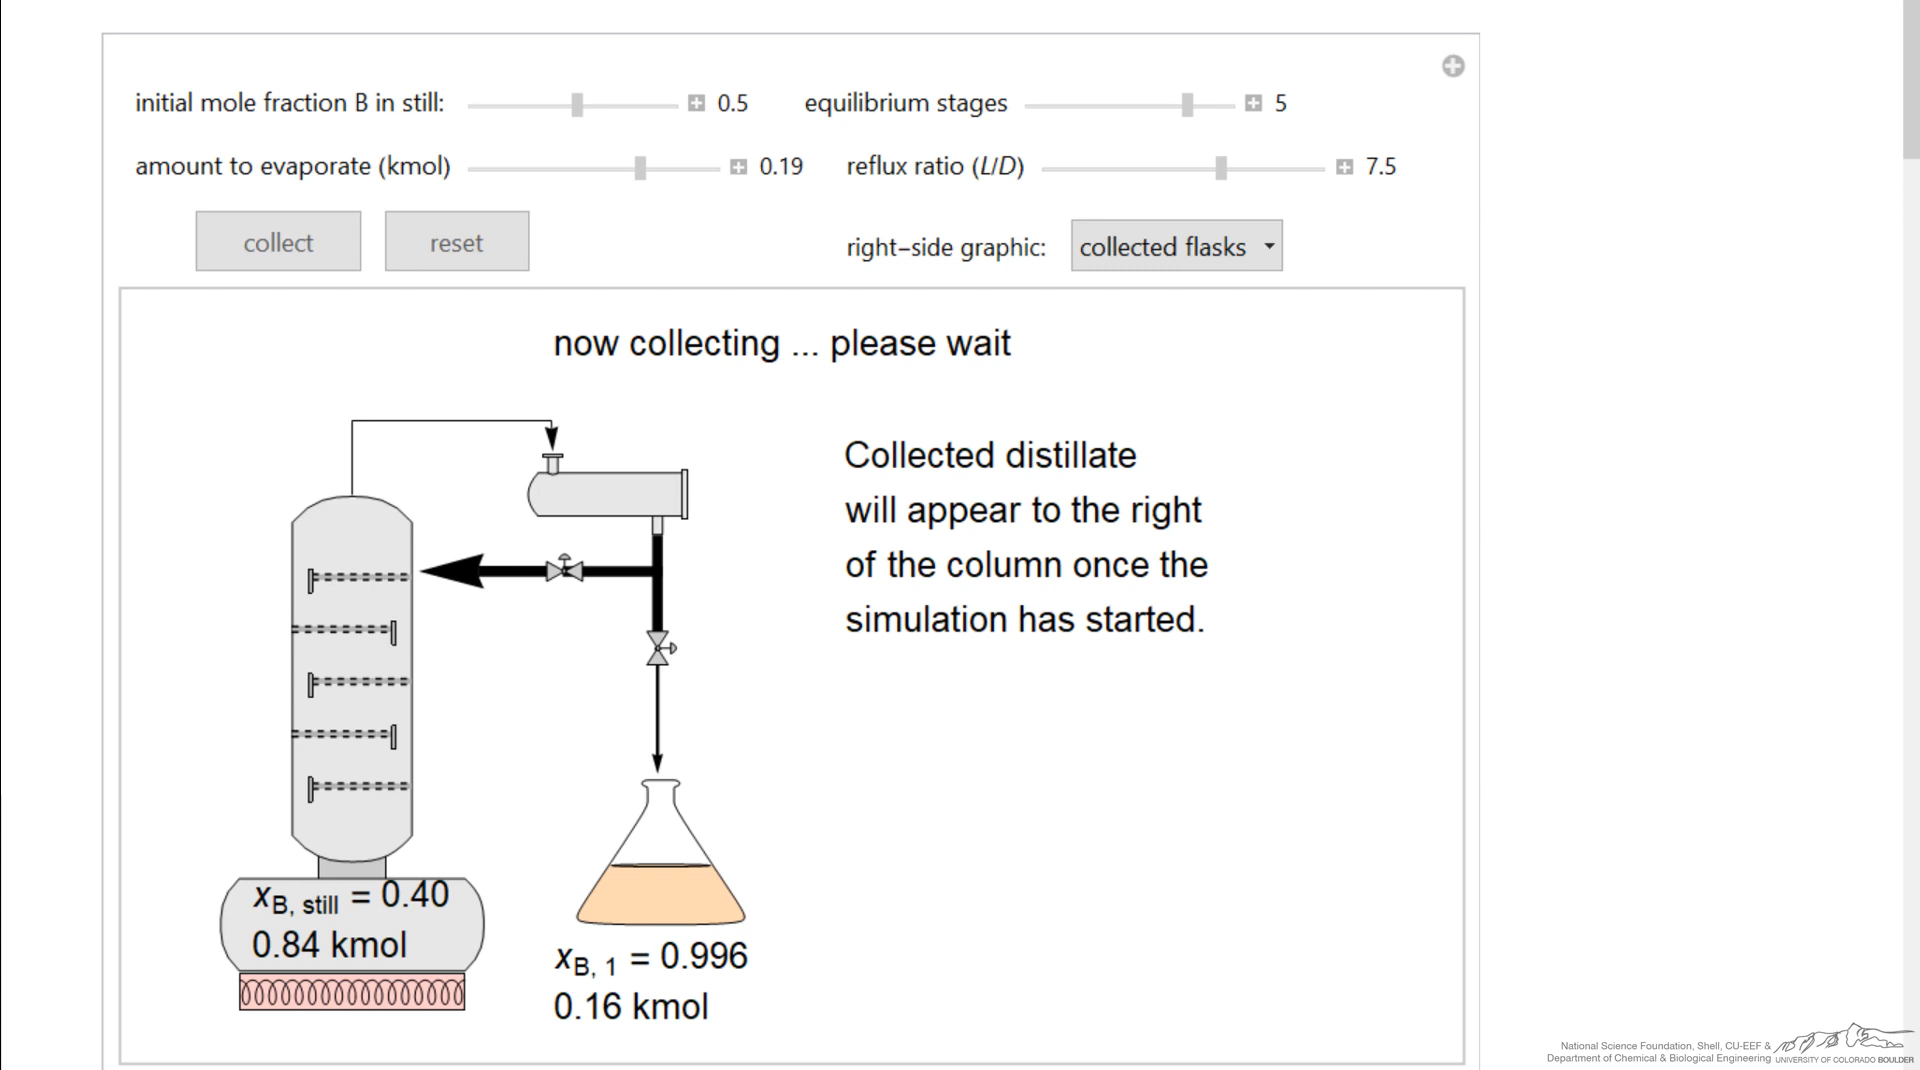 initial mole fraction B in still: 0.5 equilibrium stages 5
amount to evaporate (kmol) 0.19 reflux ratio (L/D) 7.5
collect reset right-side graphic: collected flasks
now collecting ... please wait
Collected distillate
will appear to the right
of the column once the
simulation has started.
xB, still = 0.40
0.84 kmol
xB, 1 = 0.996
0.16 kmol
National Science Foundation, Shell, CU-EEF &
Department of Chemical & Biological Engineering UNIVERSITY OF COLORADO BOULDER